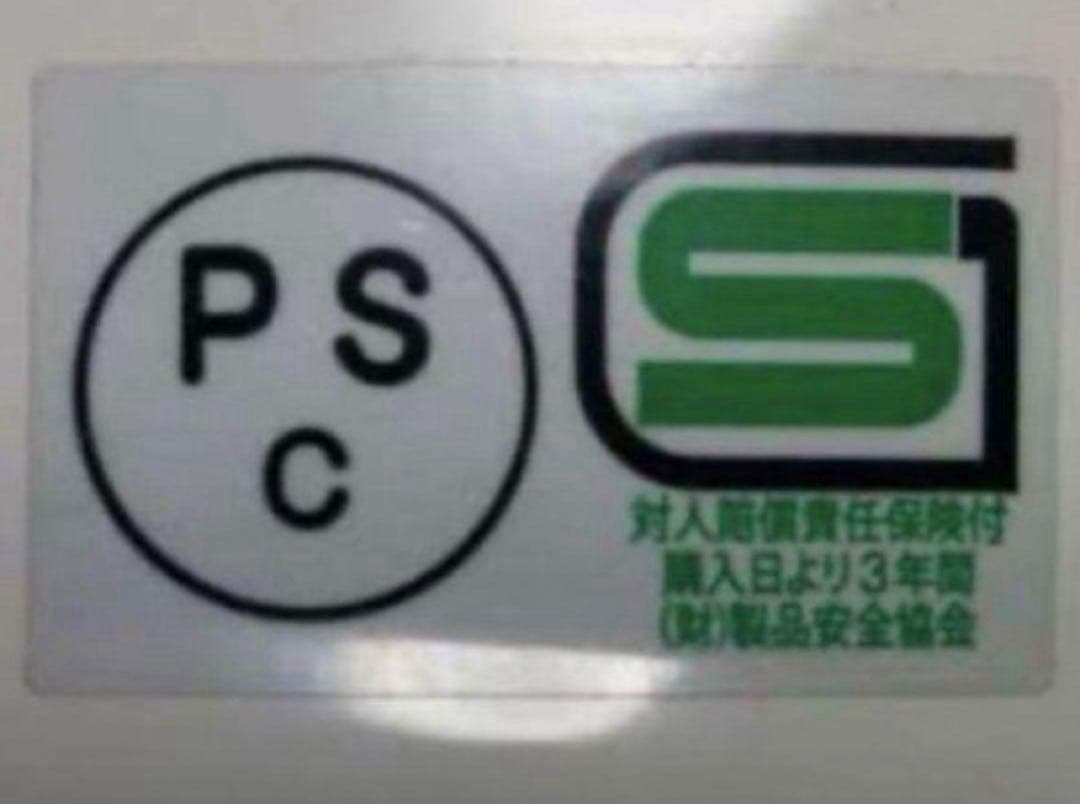 PS
C
SG
対人賠償責任保険付
購入日より3年間
(財)製品安全協会